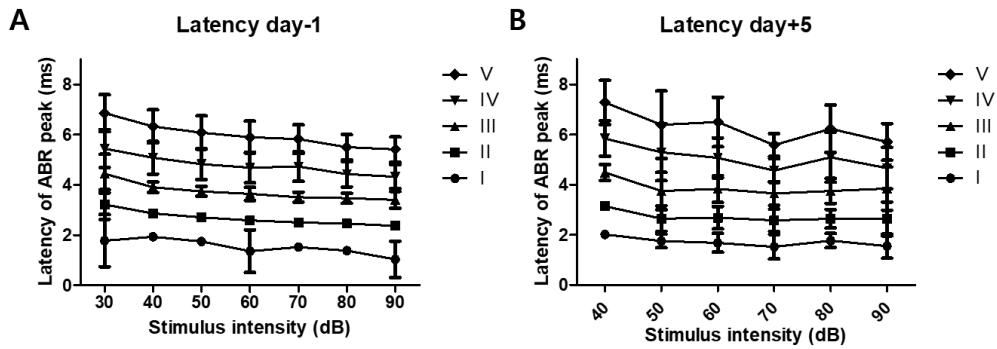 A
Latency day-1
Latency of ABR peak (ms)
8
6
4
2
0
30 40 50 60 70 80 90
Stimulus intensity (dB)
V
IV
III
II
I
B
Latency day+5
Latency of ABR peak (ms)
8
6
4
2
0
40 50 60 70 80 90
Stimulus intensity (dB)
V
IV
III
II
I